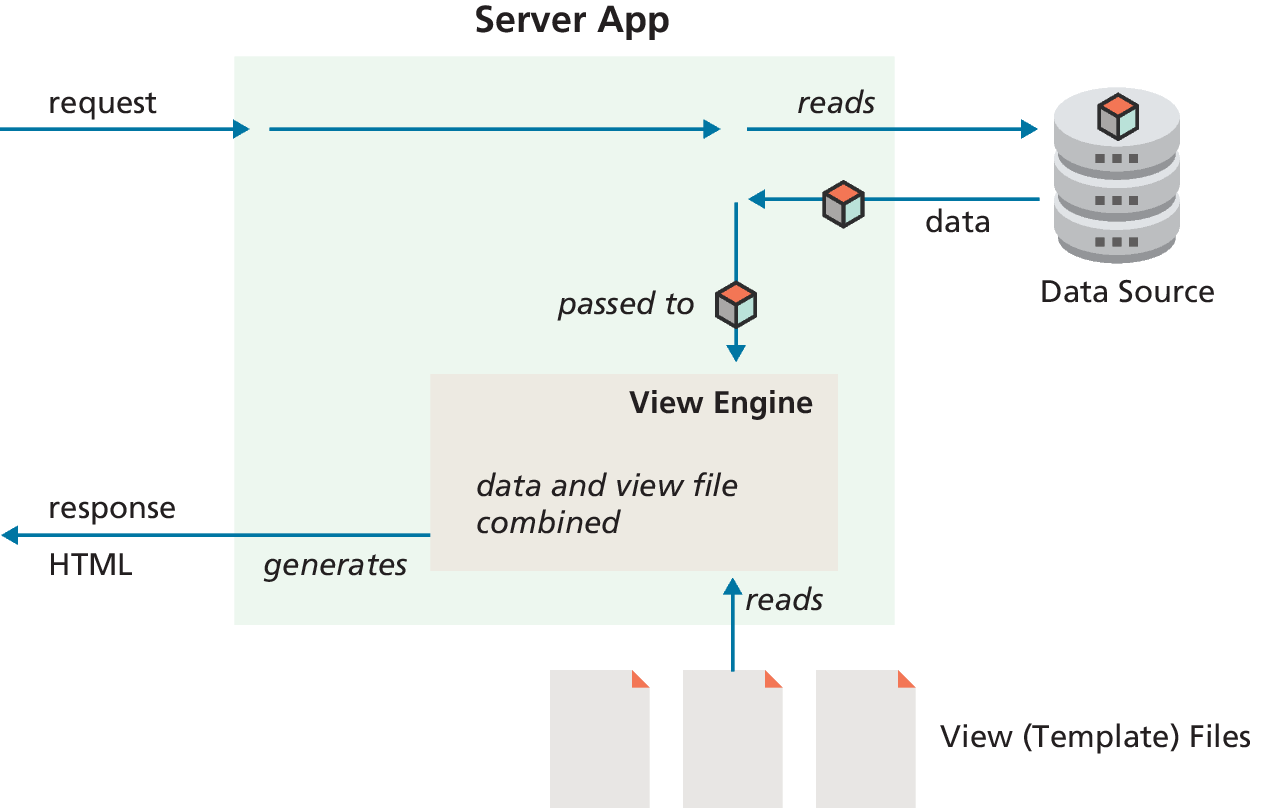 Server App
request
reads
data
Data Source
passed to
View Engine
data and view file
combined
response
HTML
generates
reads
View (Template) Files